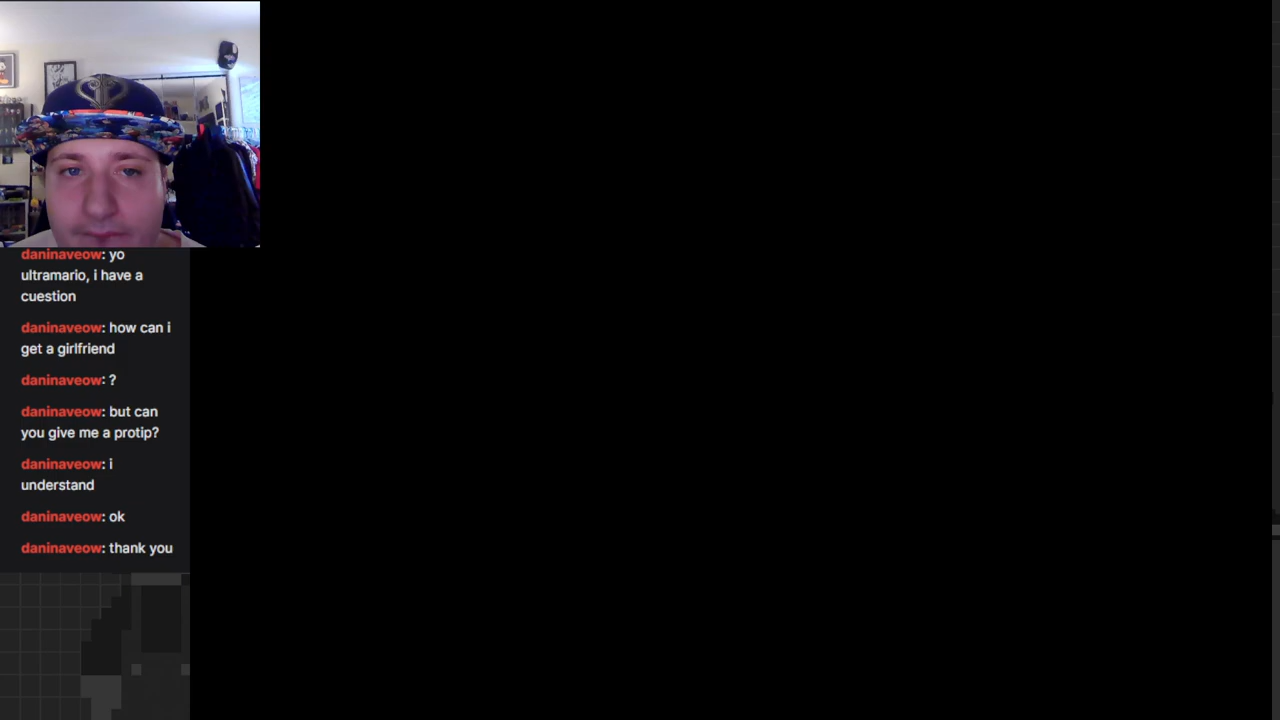 daninaveow: yo
ultramario, i have a
cuestion
daninaveow: how can i
get a girlfriend
daninaveow: ?
daninaveow: but can
you give me a protip?
daninaveow: i
understand
daninaveow: ok
daninaveow: thank you